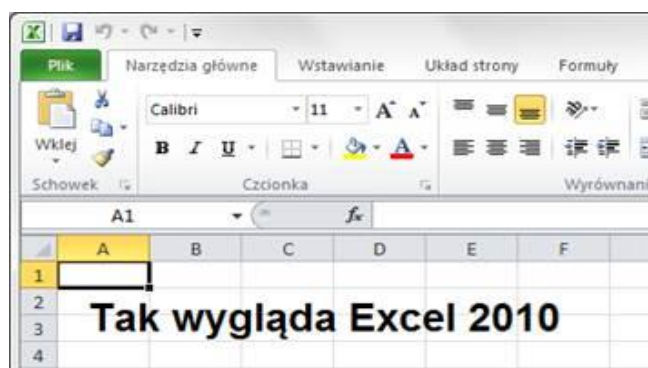 Plik Narzędzia główne Wstawianie Układ strony Formuły
Calibri 11 A A
Wklej B I U A
Schowek Czcionka
A1 fx
A B C D E F
1
2
Tak wygląda Excel 2010
3
4